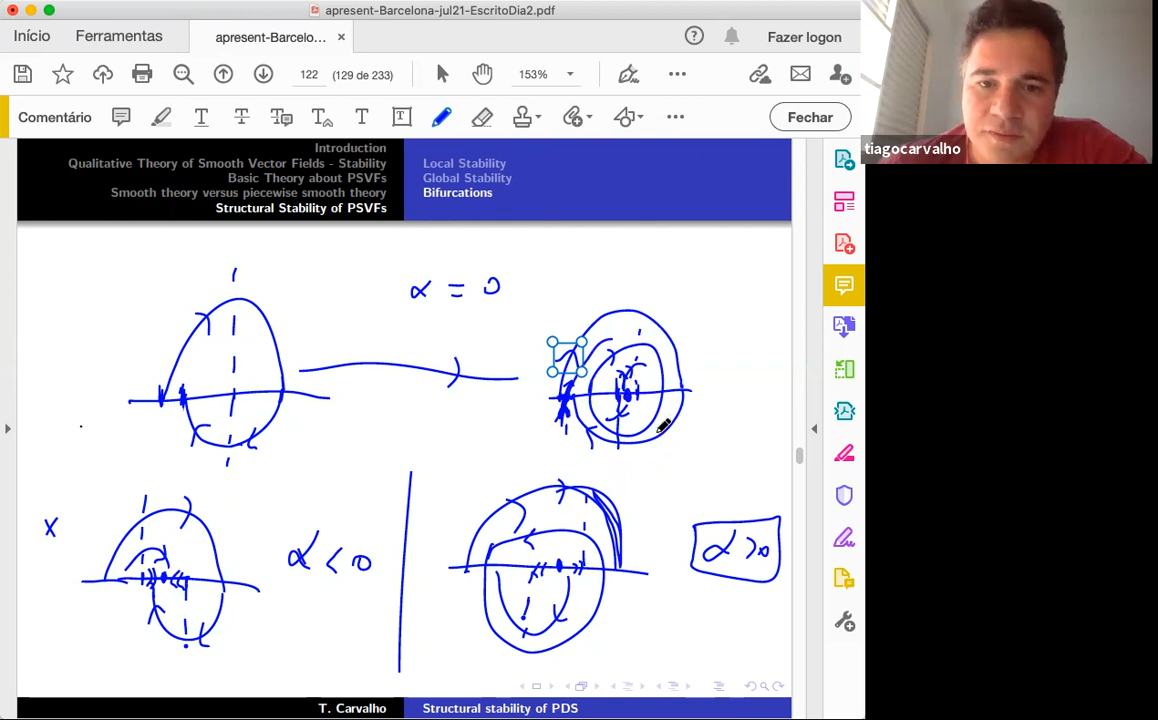 apresent-Barcelona-jul21-EscritoDia2.pdf
Início
Ferramentas
apresent-Barcelo...
Fazer logon
122
(129 de 233)
153%
Comentário
Fechar
tiagocarvalho
Introduction
Qualitative Theory of Smooth Vector Fields - Stability
Basic Theory about PSVFs
Smooth theory versus piecewise smooth theory
Structural Stability of PSVFs
Local Stability
Global Stability
Bifurcations
α = 0
X
α < 0
α > 0
T. Carvalho
Structural stability of PDS